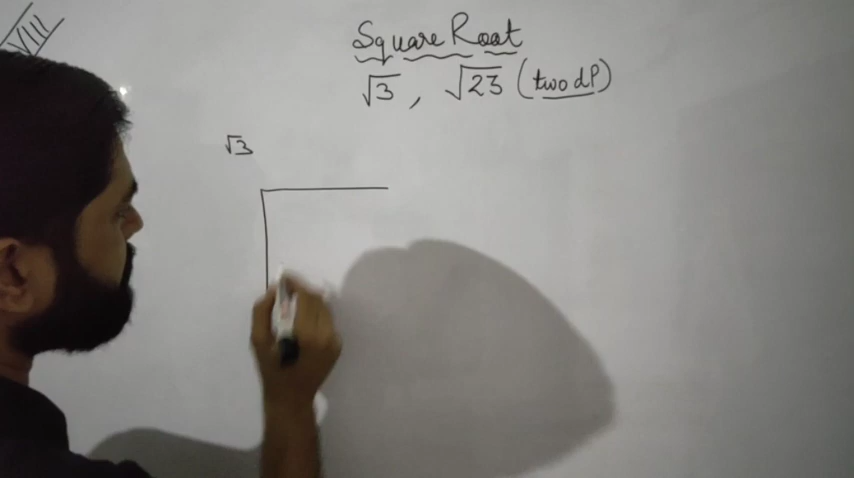 VIII
Square Root
√3, √23 (two dp)
√3